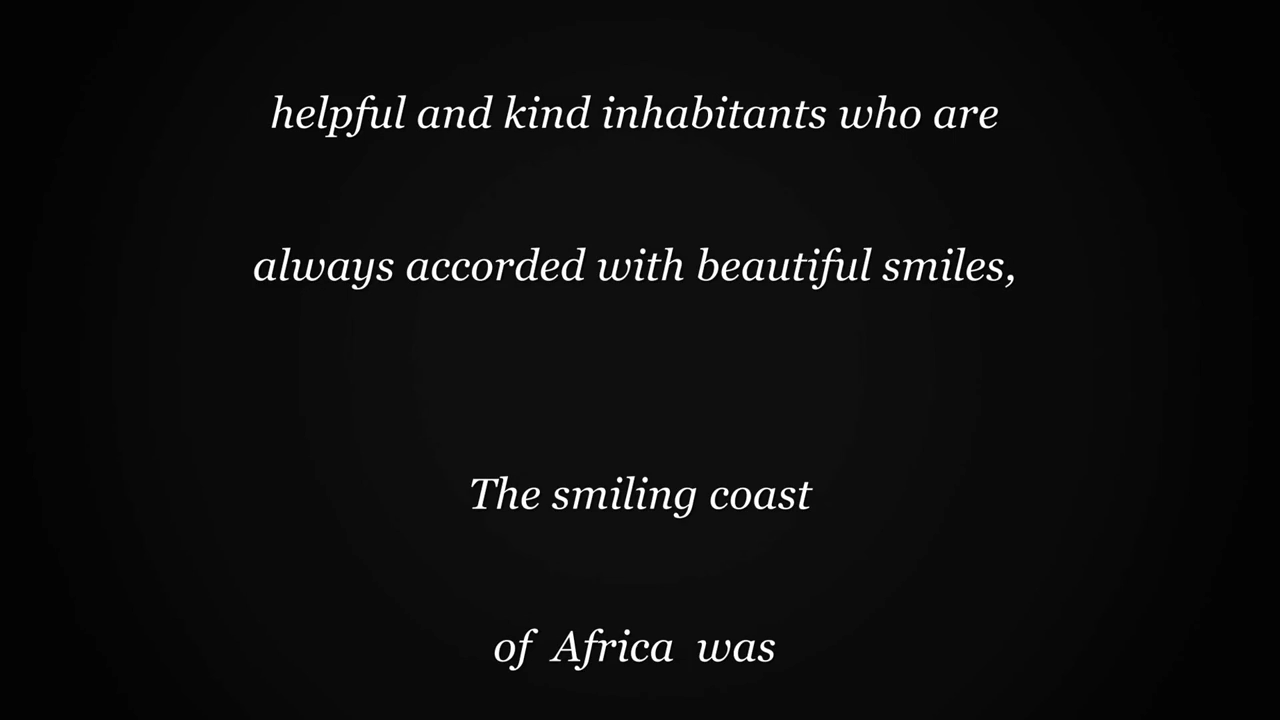 helpful and kind inhabitants who are
always accorded with beautiful smiles,
The smiling coast
of Africa was